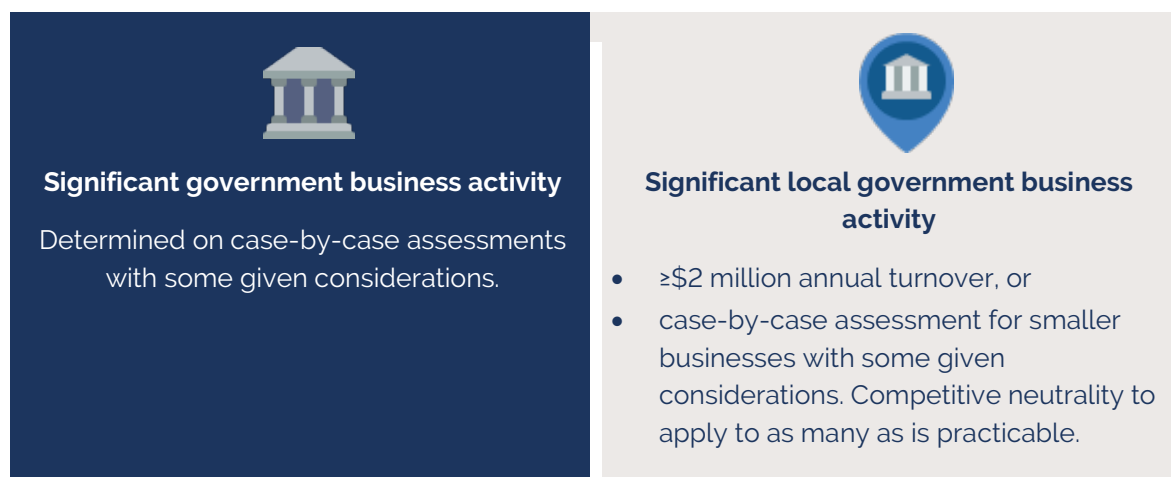 Significant government business activity
Determined on case-by-case assessments
with some given considerations.
Significant local government business
activity
• ≥$2 million annual turnover, or
• case-by-case assessment for smaller
businesses with some given
considerations. Competitive neutrality to
apply to as many as is practicable.